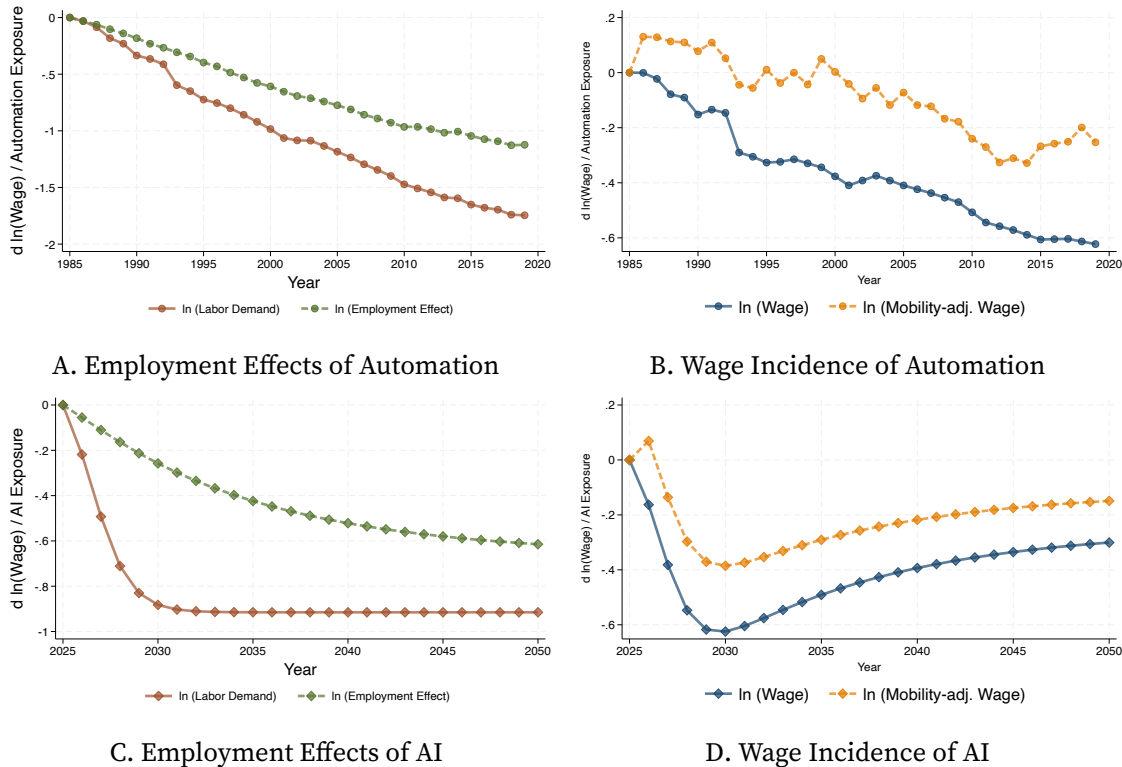 d ln(Wage) / Automation Exposure
0
-.5
-1
-1.5
-2
1985 1990 1995 2000 2005 2010 2015 2020
Year
ln (Labor Demand) ln (Employment Effect)
A. Employment Effects of Automation
d ln(Wage) / Automation Exposure
.2
0
-.2
-.4
-.6
1985 1990 1995 2000 2005 2010 2015 2020
Year
ln (Wage) ln (Mobility-adj. Wage)
B. Wage Incidence of Automation
d ln(Wage) / AI Exposure
0
-.2
-.4
-.6
-.8
-1
2025 2030 2035 2040 2045 2050
Year
ln (Labor Demand) ln (Employment Effect)
C. Employment Effects of AI
d ln(Wage) / AI Exposure
.2
0
-.2
-.4
-.6
2025 2030 2035 2040 2045 2050
Year
ln (Wage) ln (Mobility-adj. Wage)
D. Wage Incidence of AI